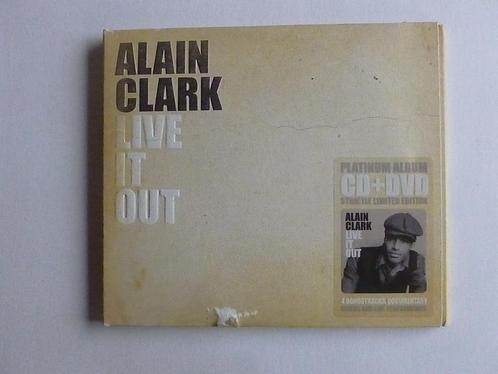 ALAIN
CLARK
LIVE
IT
OUT
PLATINUM ALBUM
CD+DVD
STRICTLY LIMITED EDITION
ALAIN
CLARK
LIVE
IT
OUT
4 BONUSTRACKS, DOCUMENTARY